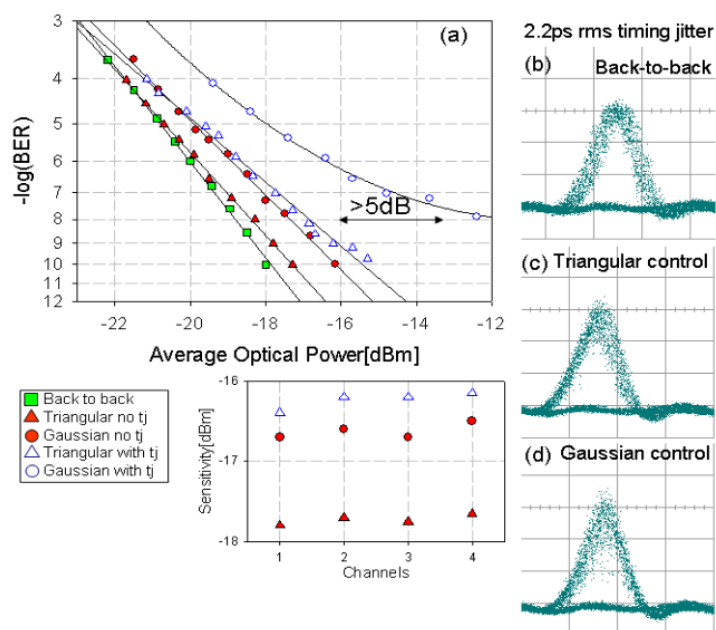 (a)
3
4
5
6
7
8
9
10
11
12
-log(BER)
>5dB
-22 -20 -18 -16 -14 -12
Average Optical Power[dBm]
2.2ps rms timing jitter
(b) Back-to-back
(c) Triangular control
(d) Gaussian control
Back to back
Triangular no tj
Gaussian no tj
Triangular with tj
Gaussian with tj
-16
-17
-18
Sensitivity[dBm]
1 2 3 4
Channels